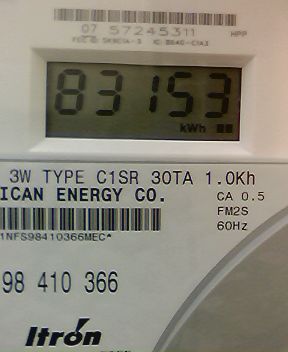 07 57245311 HPP
83153
kWh
3W TYPE C1SR 30TA 1.0Kh
ICAN ENERGY CO. CA 0.5
FM2S
60Hz
1NFS98410366MEC*
98 410 366
Itron